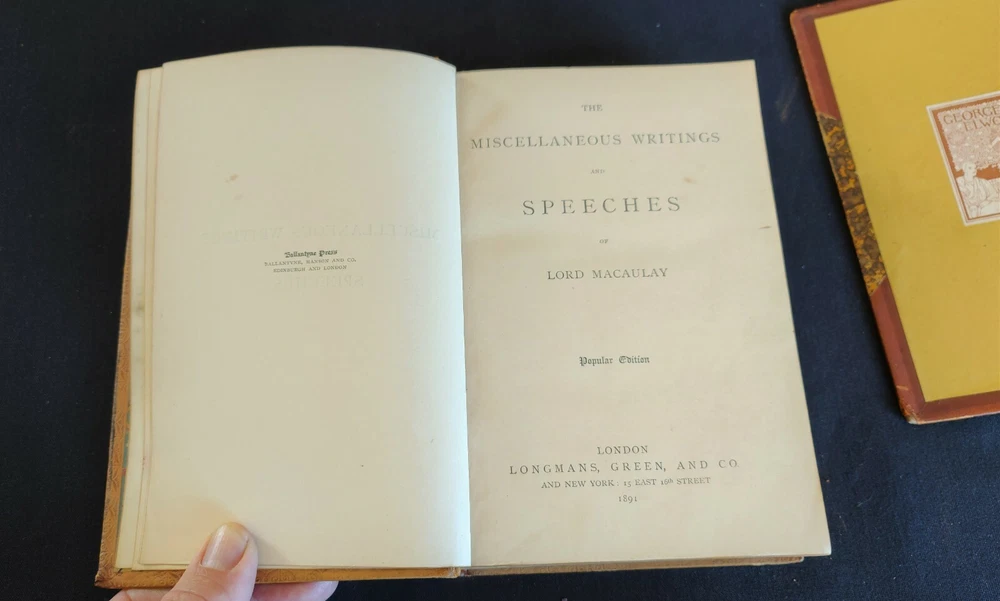 Ballantyne Press
BALLANTYNE, HANSON AND CO.
EDINBURGH AND LONDON
THE
MISCELLANEOUS WRITINGS
AND
SPEECHES
OF
LORD MACAULAY
Popular Edition
LONDON
LONGMANS, GREEN, AND CO.
AND NEW YORK : 15 EAST 16th STREET
1891
GEORGE